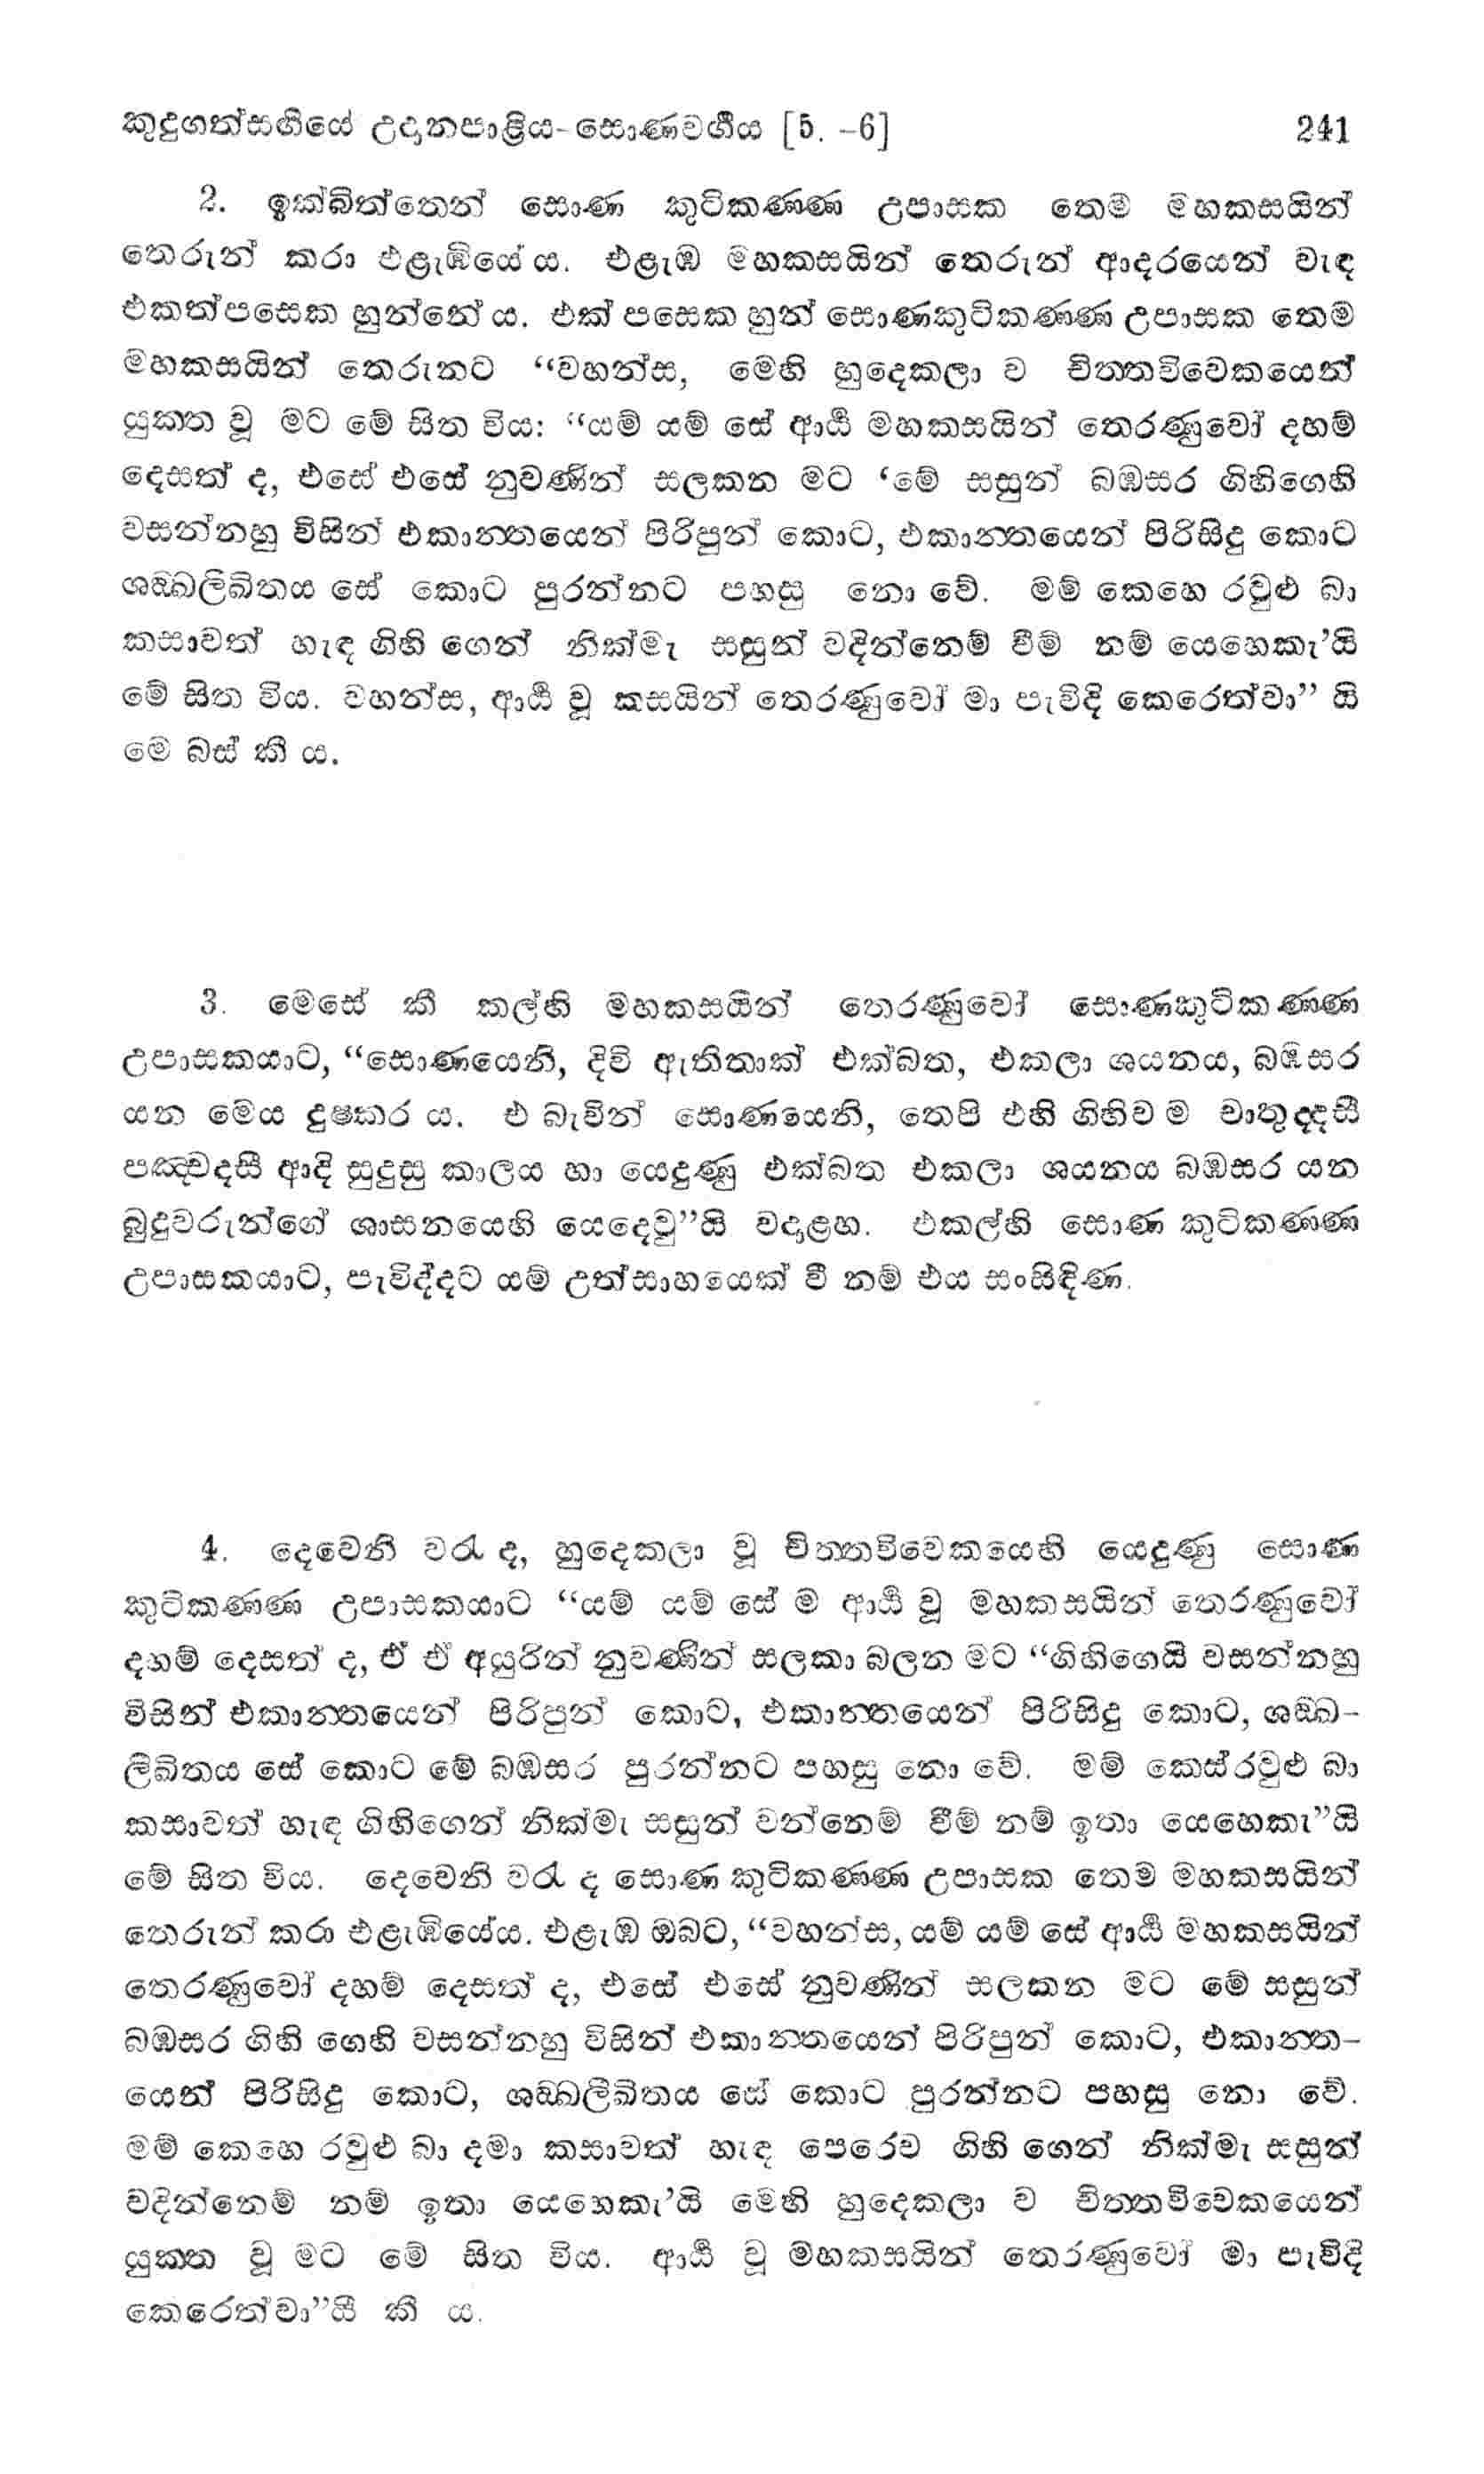 කුදුගත්සඟියේ උදානපාළිය-සොණවර්ගය [5. -6] 241
2. ඉක්බිත්තෙන් සොණ කුටිකණ්ණ උපාසක තෙම මහකසයින්
තෙරුන් කරා එළැඹියේ ය. එළැඹ මහකසයින් තෙරුන් ආදරයෙන් වැඳ
එකත්පසෙක හුන්නේ ය. එක් පසෙක හුන් සොණකුටිකණ්ණ උපාසක තෙම
මහකසයින් තෙරුනට “වහන්ස, මෙහි හුදෙකලා ව චිත්තවිවෙකයෙන්
යුක්ත වූ මට මේ සිත විය: “යම් යම් සේ ආර්ය්‍ය මහකසයින් තෙරණුවෝ දහම්
දෙසත් ද, එසේ එසේ නුවණින් සලකන මට ‘මේ සසුන් බඹසර ගිහිගෙහි
වසන්නහු විසින් එකාන්තයෙන් පිරිපුන් කොට, එකාන්තයෙන් පිරිසිදු කොට
ශඞ්ඛලිඛිතය සේ කොට පුරන්නට පහසු නො වේ. මම් කෙහෙ රවුළු බා
කසාවත් හැඳ ගිහි ගෙන් නික්මැ සසුන් වදින්නෙම් වීම් නම් යෙහෙකැ’යි
මේ සිත විය. වහන්ස, ආර්ය්‍ය වූ කසයින් තෙරණුවෝ මා පැවිදි කෙරෙත්වා” යි
මෙ බස් කී ය.
3. මෙසේ කී කල්හි මහකසයින් තෙරණුවෝ සොණකුටිකණ්ණ
උපාසකයාට, “සොණයෙනි, දිවි ඇතිතාක් එක්බත, එකලා ශයනය, බඹසර
යන මෙය දුෂ්කර ය. එ බැවින් සොණයෙනි, තෙපි එහි ගිහිව ම චාතුද්දසී
පඤ්චදසී ආදි සුදුසු කාලය හා යෙදුණු එක්බත එකලා ශයනය බඹසර යන
බුදුවරුන්ගේ ශාසනයෙහි යෙදෙවු”යි වදාළහ. එකල්හි සොණ කුටිකණ්ණ
උපාසකයාට, පැවිද්දට යම් උත්සාහයෙක් වී නම් එය සංසිඳිණ.
4. දෙවෙනි වරැ ද, හුදෙකලා වූ චිත්තවිවෙකයෙහි යෙදුණු සොණ
කුටිකණ්ණ උපාසකයාට “යම් යම් සේ ම ආර්ය්‍ය වූ මහකසයින් තෙරණුවෝ
දහම් දෙසත් ද, ඒ ඒ අයුරින් නුවණින් සලකා බලන මට “ගිහිගෙයි වසන්නහු
විසින් එකාන්තයෙන් පිරිපුන් කොට, එකාන්තයෙන් පිරිසිදු කොට, ශඞ්ඛ-
ලිඛිතය සේ කොට මේ බඹසර පුරන්නට පහසු නො වේ. මම් කෙස් රවුළු බා
කසාවත් හැඳ ගිහිගෙන් නික්මැ සසුන් වන්නෙම් වීම් නම් ඉතා යෙහෙකැ”යි
මේ සිත විය. දෙවෙනි වරැ ද සොණ කුටිකණ්ණ උපාසක තෙම මහකසයින්
තෙරුන් කරා එළැඹියේය. එළැඹ ඔබට, “වහන්ස, යම් යම් සේ ආර්ය්‍ය මහකසයින්
තෙරණුවෝ දහම් දෙසත් ද, එසේ එසේ නුවණින් සලකන මට මේ සසුන්
බඹසර ගිහි ගෙහි වසන්නහු විසින් එකාන්තයෙන් පිරිපුන් කොට, එකාන්ත-
යෙන් පිරිසිදු කොට, ශඞ්ඛලිඛිතය සේ කොට පුරන්නට පහසු නො වේ.
මම් කෙහෙ රවුළු බා දමා කසාවත් හැඳ පෙරෙව ගිහි ගෙන් නික්මැ සසුන්
වදින්නෙම් නම් ඉතා යෙහෙකැ’යි මෙහි හුදෙකලා ව චිත්තවිවෙකයෙන්
යුක්ත වූ මට මේ සිත විය. ආර්ය්‍ය වූ මහකසයින් තෙරණුවෝ මා පැවිදි
කෙරෙත්වා”යි කී ය.